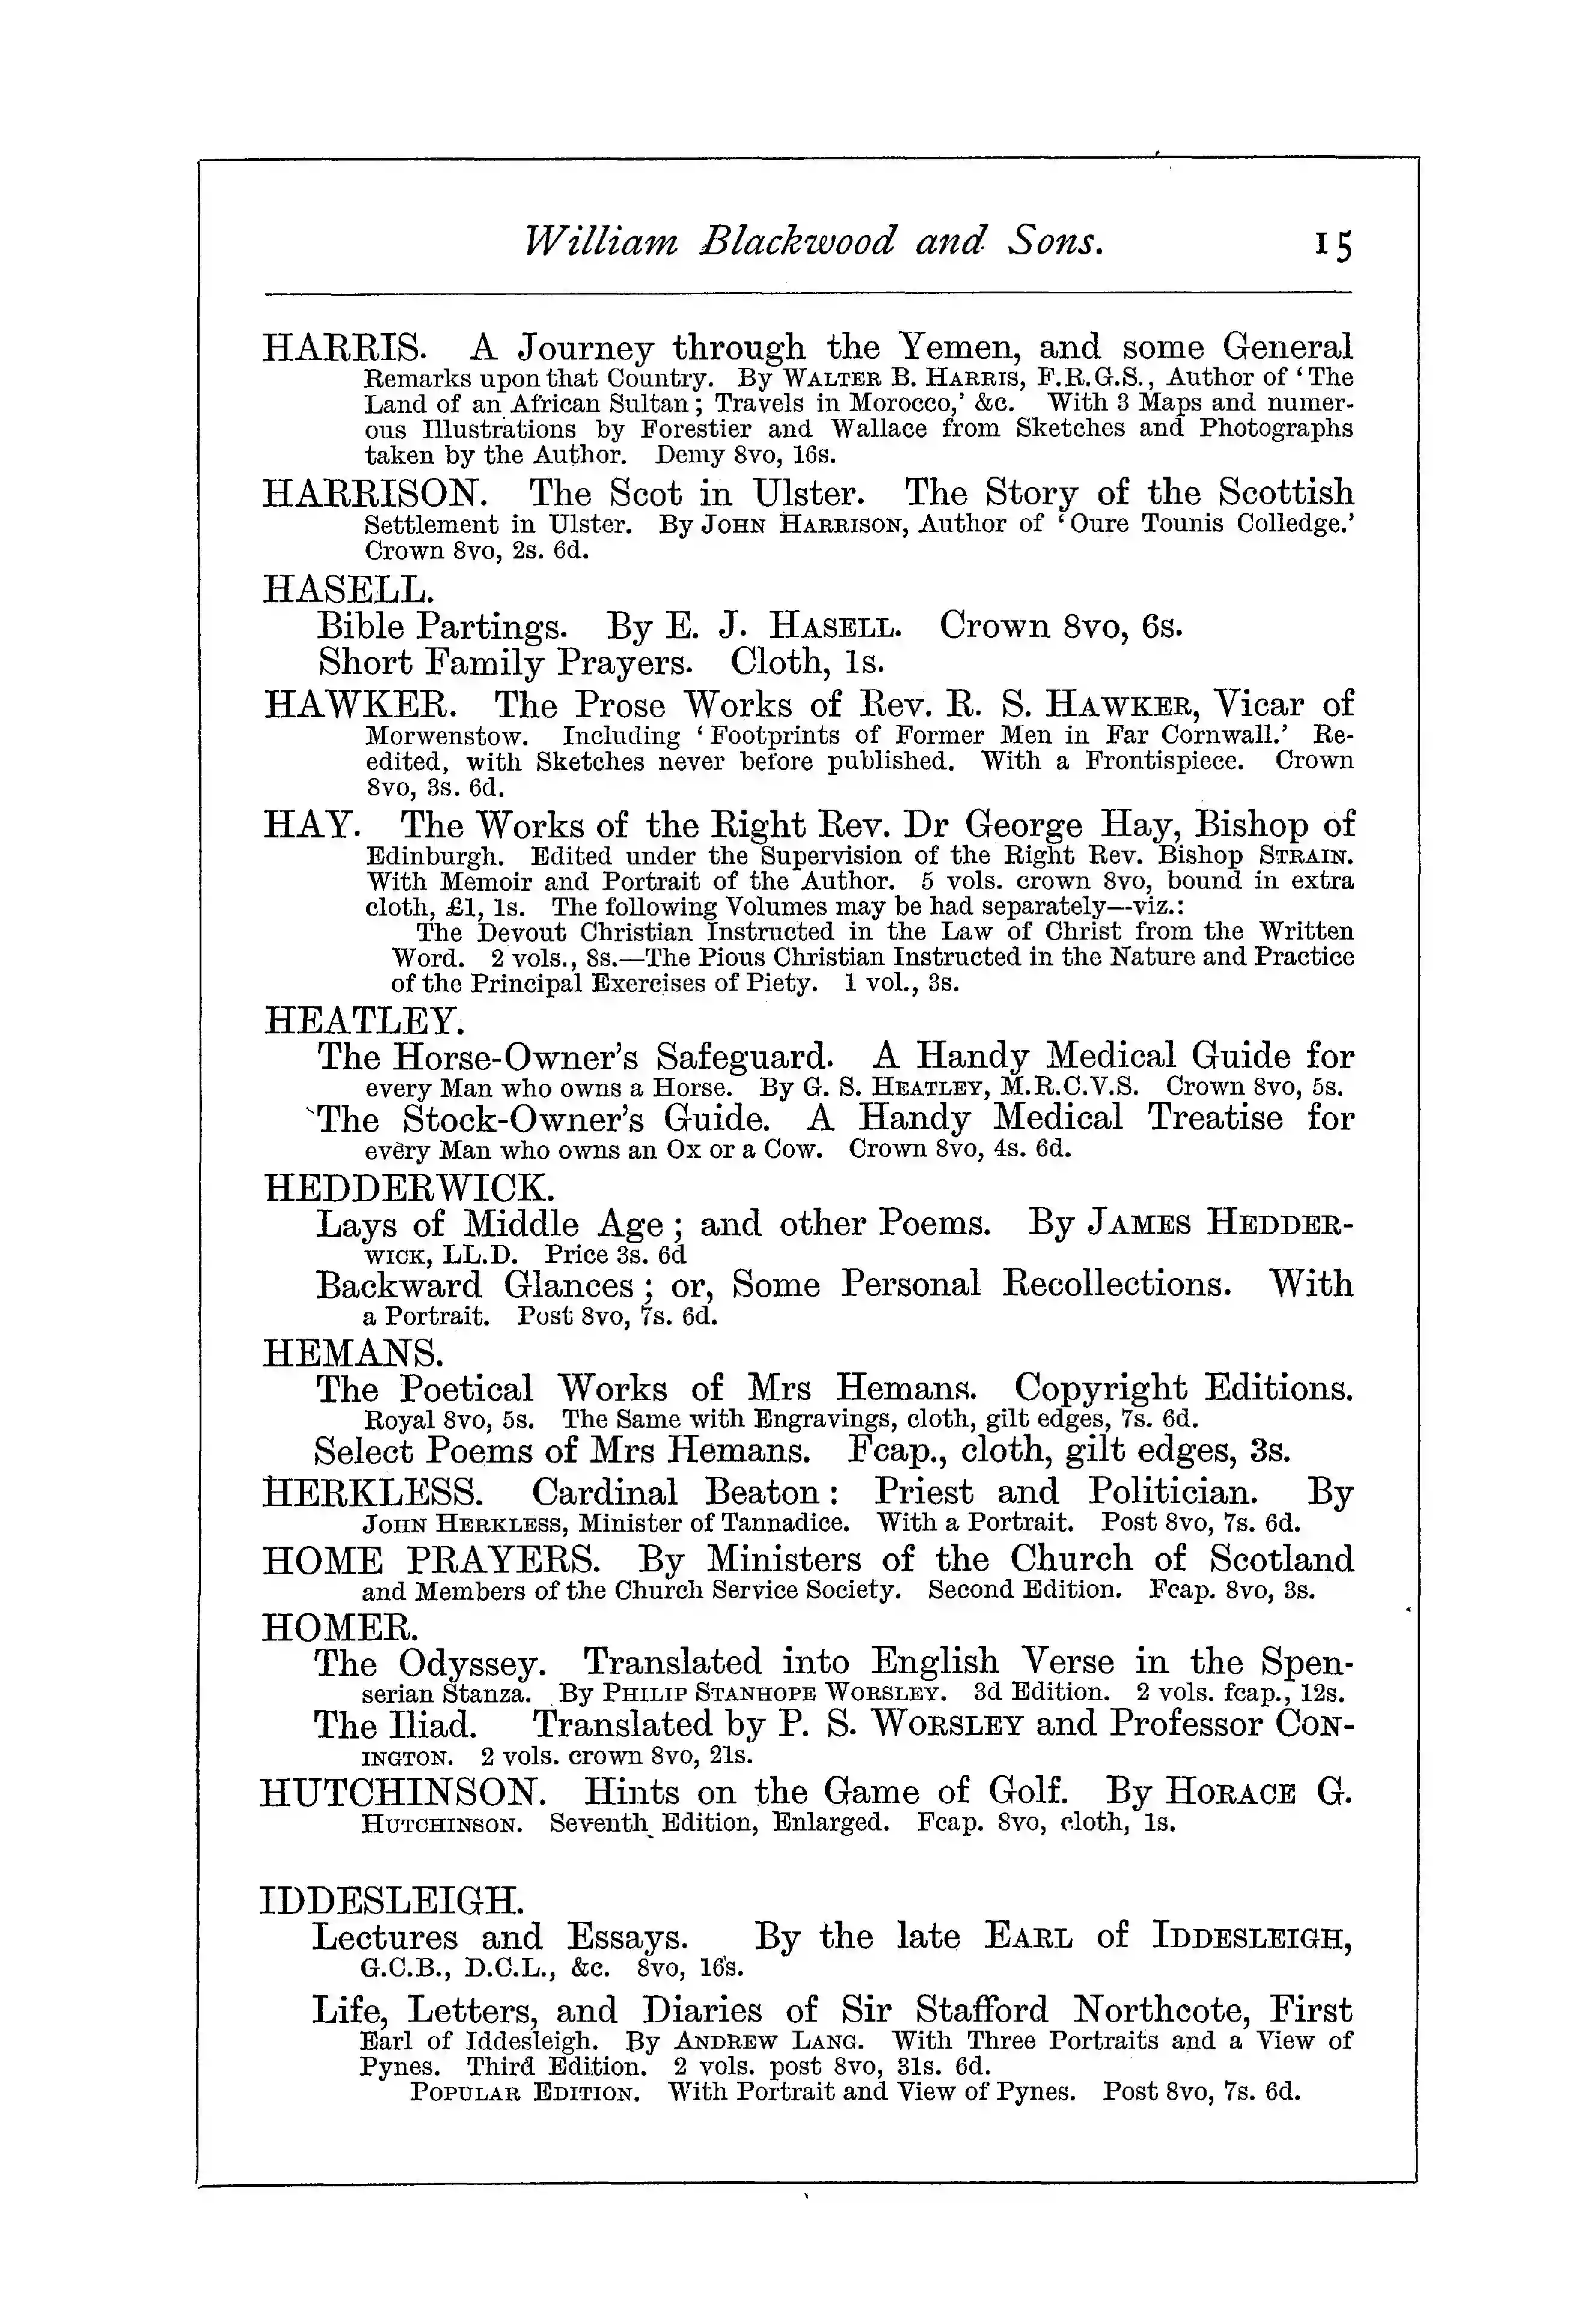 William Blackwood and Sons. 15
HARRIS. A Journey through the Yemen, and some General
Remarks upon that Country. By WALTER B. HARRIS, F.R.G.S., Author of ‘The
Land of an African Sultan; Travels in Morocco,’ &c. With 3 Maps and numer-
ous Illustrations by Forestier and Wallace from Sketches and Photographs
taken by the Author. Demy 8vo, 16s.
HARRISON. The Scot in Ulster. The Story of the Scottish
Settlement in Ulster. By JOHN HARRISON, Author of ‘Oure Tounis Colledge.’
Crown 8vo, 2s. 6d.
HASELL.
Bible Partings. By E. J. HASELL. Crown 8vo, 6s.
Short Family Prayers. Cloth, 1s.
HAWKER. The Prose Works of Rev. R. S. HAWKER, Vicar of
Morwenstow. Including ‘Footprints of Former Men in Far Cornwall.’ Re-
edited, with Sketches never before published. With a Frontispiece. Crown
8vo, 3s. 6d.
HAY. The Works of the Right Rev. Dr George Hay, Bishop of
Edinburgh. Edited under the Supervision of the Right Rev. Bishop STRAIN.
With Memoir and Portrait of the Author. 5 vols. crown 8vo, bound in extra
cloth, £1, 1s. The following Volumes may be had separately—viz.:
The Devout Christian Instructed in the Law of Christ from the Written
Word. 2 vols., 8s.—The Pious Christian Instructed in the Nature and Practice
of the Principal Exercises of Piety. 1 vol., 3s.
HEATLEY.
The Horse-Owner’s Safeguard. A Handy Medical Guide for
every Man who owns a Horse. By G. S. HEATLEY, M.R.C.V.S. Crown 8vo, 5s.
The Stock-Owner’s Guide. A Handy Medical Treatise for
every Man who owns an Ox or a Cow. Crown 8vo, 4s. 6d.
HEDDERWICK.
Lays of Middle Age; and other Poems. By JAMES HEDDER-
WICK, LL.D. Price 3s. 6d
Backward Glances; or, Some Personal Recollections. With
a Portrait. Post 8vo, 7s. 6d.
HEMANS.
The Poetical Works of Mrs Hemans. Copyright Editions.
Royal 8vo, 5s. The Same with Engravings, cloth, gilt edges, 7s. 6d.
Select Poems of Mrs Hemans. Fcap., cloth, gilt edges, 3s.
HERKLESS. Cardinal Beaton: Priest and Politician. By
JOHN HERKLESS, Minister of Tannadice. With a Portrait. Post 8vo, 7s. 6d.
HOME PRAYERS. By Ministers of the Church of Scotland
and Members of the Church Service Society. Second Edition. Fcap. 8vo, 3s.
HOMER.
The Odyssey. Translated into English Verse in the Spen-
serian Stanza. By PHILIP STANHOPE WORSLEY. 3d Edition. 2 vols. fcap., 12s.
The Iliad. Translated by P. S. WORSLEY and Professor CON-
INGTON. 2 vols. crown 8vo, 21s.
HUTCHINSON. Hints on the Game of Golf. By HORACE G.
HUTCHINSON. Seventh Edition, Enlarged. Fcap. 8vo, cloth, 1s.
IDDESLEIGH.
Lectures and Essays. By the late EARL of IDDESLEIGH,
G.C.B., D.C.L., &c. 8vo, 16s.
Life, Letters, and Diaries of Sir Stafford Northcote, First
Earl of Iddesleigh. By ANDREW LANG. With Three Portraits and a View of
Pynes. Third Edition. 2 vols. post 8vo, 31s. 6d.
POPULAR EDITION. With Portrait and View of Pynes. Post 8vo, 7s. 6d.